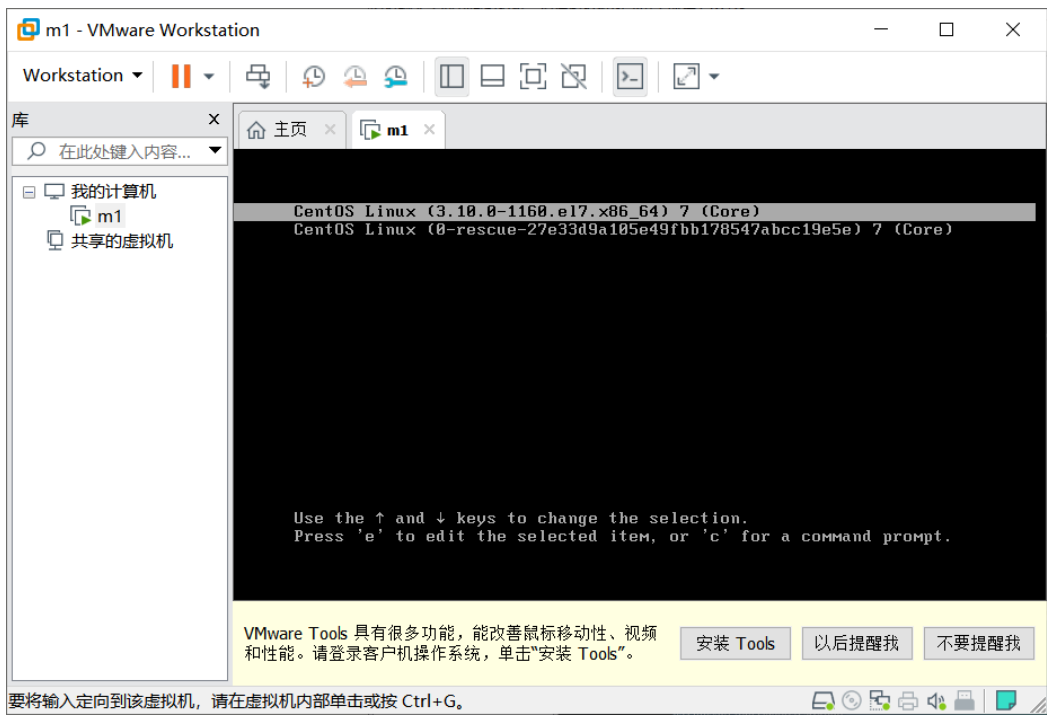 m1 - VMware Workstation
Workstation
库
x
主页
m1
在此处键入内容...
我的计算机
m1
共享的虚拟机
CentOS Linux (3.10.0-1160.el7.x86_64) 7 (Core)
CentOS Linux (0-rescue-27e33d9a105e49fbb178547abcc19e5e) 7 (Core)
Use the ↑ and ↓ keys to change the selection.
Press 'e' to edit the selected item, or 'c' for a command prompt.
VMware Tools 具有很多功能，能改善鼠标移动性、视频
和性能。请登录客户机操作系统，单击“安装 Tools”。
安装 Tools
以后提醒我
不要提醒我
要将输入定向到该虚拟机，请在虚拟机内部单击或按 Ctrl+G。